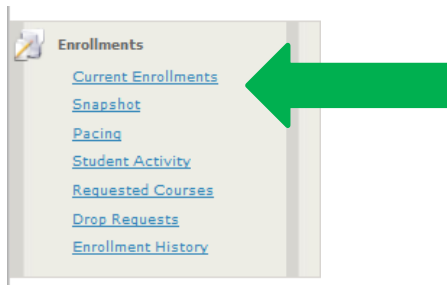 Enrollments
Current Enrollments
Snapshot
Pacing
Student Activity
Requested Courses
Drop Requests
Enrollment History